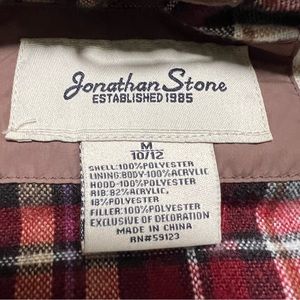 Jonathan Stone
ESTABLISHED 1985
M
10/12
SHELL:100%POLYESTER
LINING:BODY-100%ACRYLIC.
HOOD-100%POLYESTER
RIB:82%ACRYLIC.
18%POLYESTER
FILLER:100%POLYESTER
EXCLUSIVE OF DECORATION
MADE IN CHINA
RN#59123